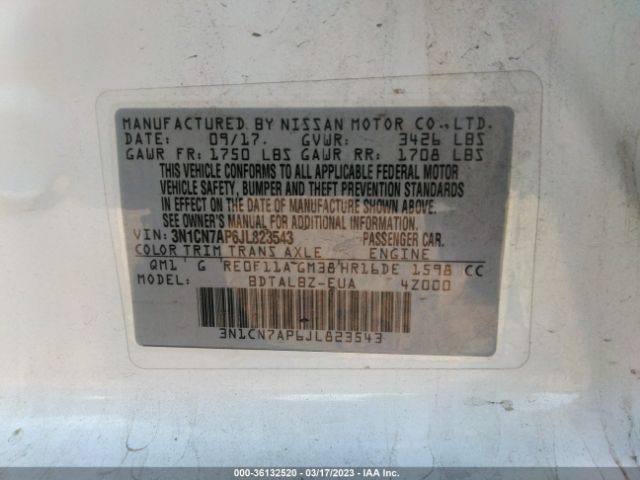 MANUFACTURED BY NISSAN MOTOR CO., LTD.
DATE: 09/17. GVWR: 3426 LBS
GAWR FR: 1750 LBS GAWR RR: 1708 LBS
THIS VEHICLE CONFORMS TO ALL APPLICABLE FEDERAL MOTOR
VEHICLE SAFETY, BUMPER AND THEFT PREVENTION STANDARDS
IN EFFECT ON THE DATE OF MANUFACTURE SHOWN ABOVE.
SEE OWNER'S MANUAL FOR ADDITIONAL INFORMATION.
VIN: 3N1CN7AP6JL823543 PASSENGER CAR.
COLOR TRIM TRANS AXLE ENGINE
QM1 G RE0F11A GM38 HR16DE 1598 CC
MODEL: BDTALBZ-EUA 4Z000
3N1CN7AP6JL823543
000-36132520 - 03/17/2023 - IAA Inc.